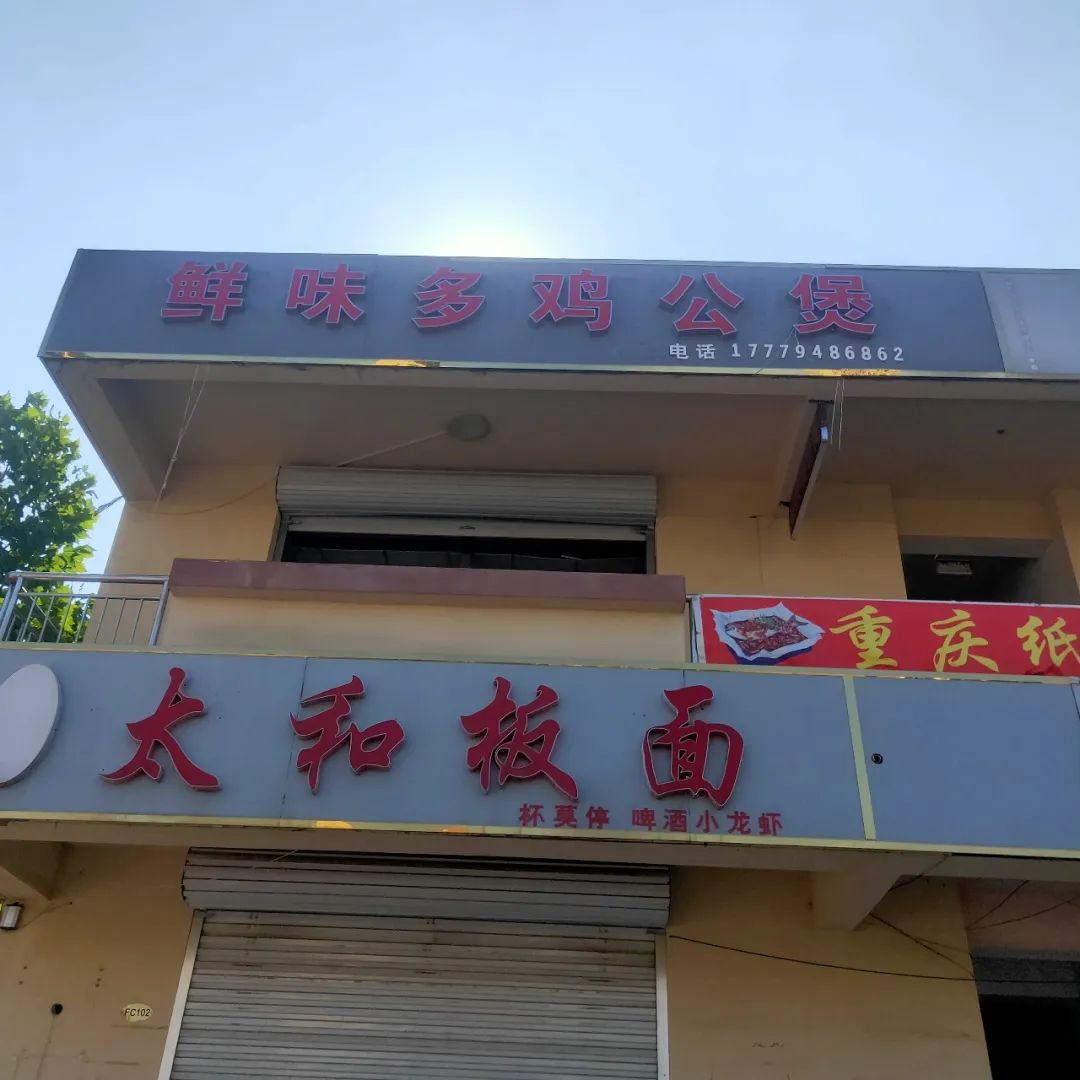 鲜味多鸡公煲
电话 17779486862
重庆纸
太和板面
杯莫停 啤酒小龙虾
FC102